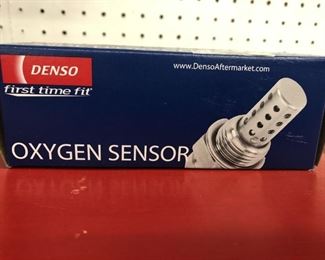 DENSO
first time fit®
www.DensoAftermarket.com
OXYGEN SENSOR